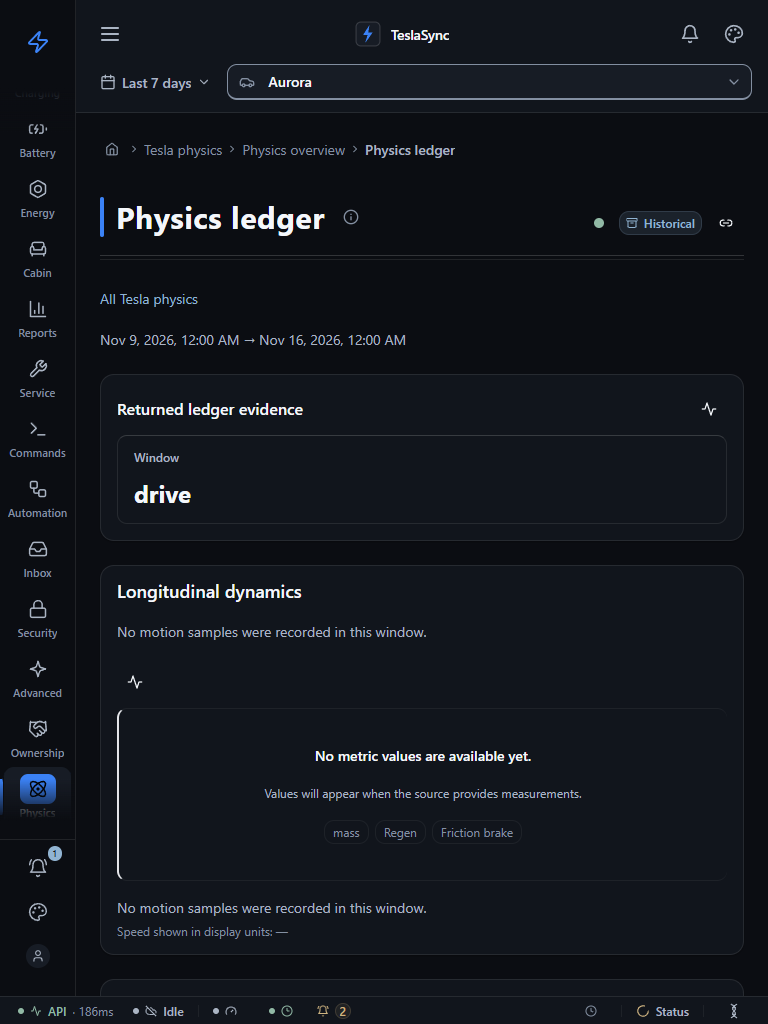 TeslaSync
Last 7 days
Aurora
Charging
Battery
Energy
Cabin
Reports
Service
Commands
Automation
Inbox
Security
Advanced
Ownership
Physics
1
Tesla physics > Physics overview > Physics ledger
Physics ledger
Historical
All Tesla physics
Nov 9, 2026, 12:00 AM → Nov 16, 2026, 12:00 AM
Returned ledger evidence
Window
drive
Longitudinal dynamics
No motion samples were recorded in this window.
No metric values are available yet.
Values will appear when the source provides measurements.
mass Regen Friction brake
No motion samples were recorded in this window.
Speed shown in display units: —
API · 186ms Idle 2 Status